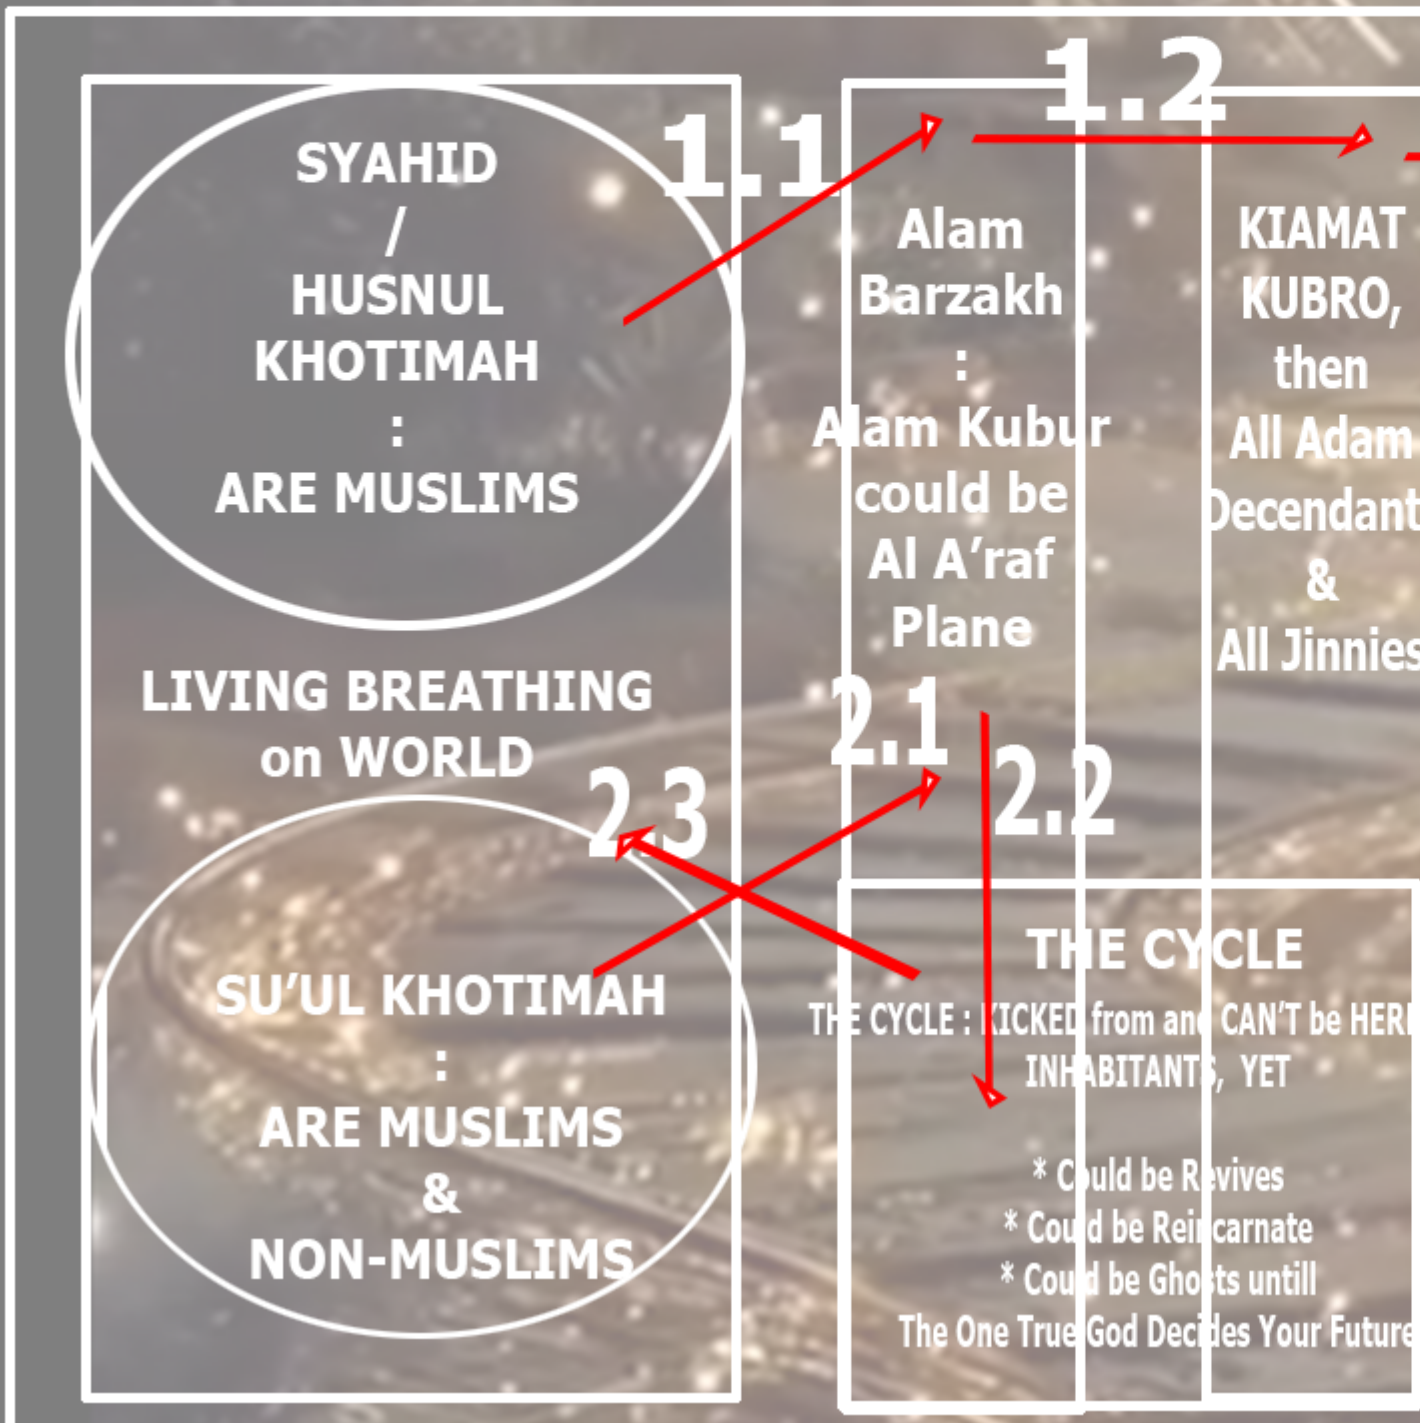 SYAHID
/
HUSNUL
KHOTIMAH
:
ARE MUSLIMS
LIVING BREATHING
on WORLD
SU'UL KHOTIMAH
:
ARE MUSLIMS
&
NON-MUSLIMS
1.1
1.2
Alam
Barzakh
:
Alam Kubur
could be
Al A'raf
Plane
KIAMAT
KUBRO,
then
All Adam
Decendant
&
All Jinnies
2.1
2.2
2.3
THE CYCLE
THE CYCLE : KICKED from and CAN'T be HERE
INHABITANTS, YET
* Could be Revives
* Could be Reincarnate
* Could be Ghosts untill
The One True God Decides Your Future